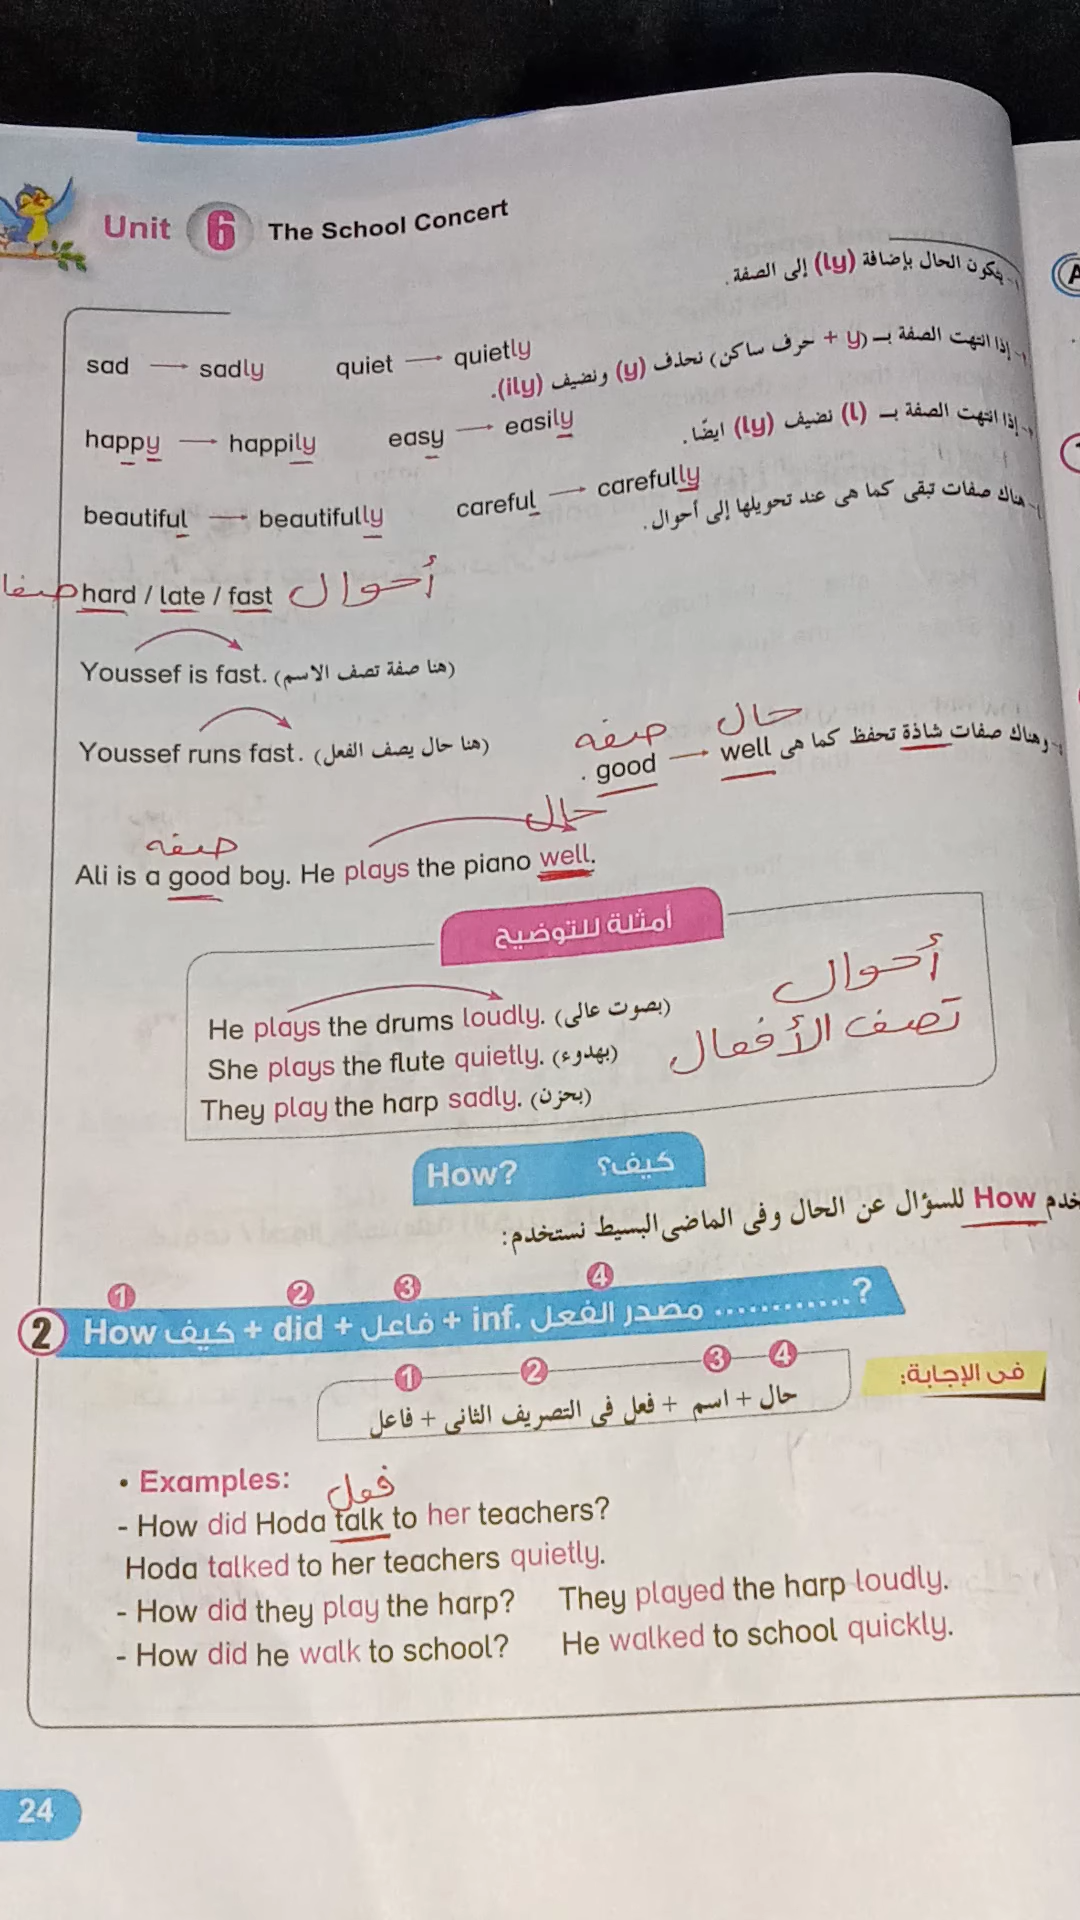 Unit 6 The School Concert
١- يتكون الحال بإضافة (ly) إلى الصفة.
sad → sadly quiet → quietly
٢- إذا انتهت الصفة بـ (y + حرف ساكن) نحذف (y) ونضيف (ily).
happy → happily easy → easily
٣- إذا انتهت الصفة بـ (l) نضيف (ly) ايضًا.
beautiful → beautifully careful → carefully
٤- هناك صفات تبقى كما هى عند تحويلها إلى أحوال.
hard / late / fast أحوال
Youssef is fast. (هنا صفة تصف الاسم)
Youssef runs fast. (هنا حال يصف الفعل)
صفه حال
وهناك صفات شاذة تحفظ كما هى good → well .
صفه حال
Ali is a good boy. He plays the piano well.
أمثلة للتوضيح
He plays the drums loudly. (بصوت عالى)
She plays the flute quietly. (بهدوء)
They play the harp sadly. (بحزن)
أحوال
تصف الأفعال
How? كيف؟
خدم How للسؤال عن الحال وفى الماضى البسيط نستخدم:
1 2 3 4
2 How كيف + did + فاعل + inf. مصدر الفعل .............?
فى الإجابة:
1 2 3 4
حال + اسم + فعل فى التصريف الثانى + فاعل
• Examples:
فعل
- How did Hoda talk to her teachers?
Hoda talked to her teachers quietly.
- How did they play the harp? They played the harp loudly.
- How did he walk to school? He walked to school quickly.
24